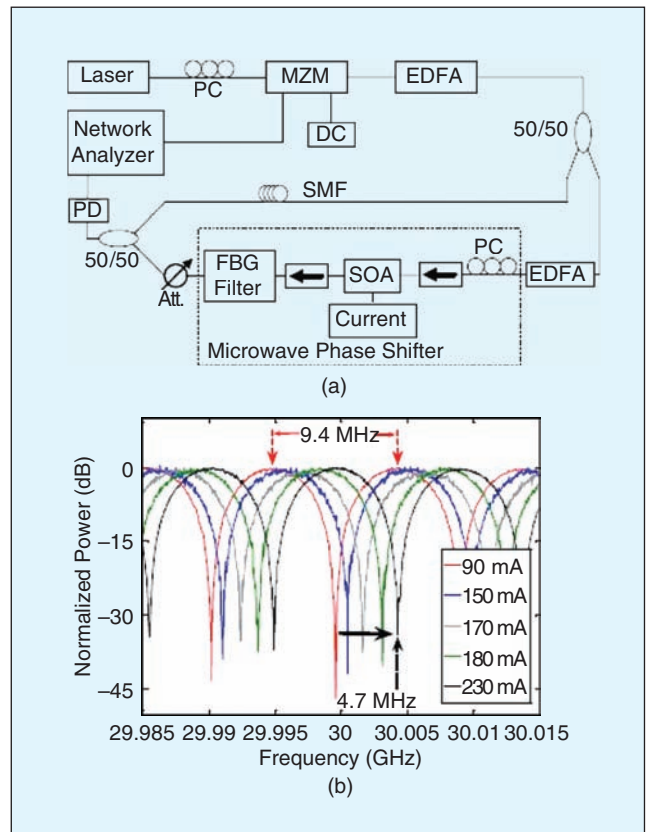 Laser
PC
MZM
EDFA
Network
Analyzer
DC
50/50
PD
SMF
50/50
Att.
FBG
Filter
SOA
PC
EDFA
Current
Microwave Phase Shifter
(a)
9.4 MHz
Normalized Power (dB)
0
−15
−30
−45
90 mA
150 mA
170 mA
180 mA
230 mA
4.7 MHz
29.985 29.99 29.995 30 30.005 30.01 30.015
Frequency (GHz)
(b)